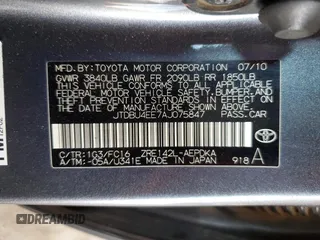 MFD. BY: TOYOTA MOTOR CORPORATION 07/10
GVWR 3840LB GAWR FR 2090LB RR 1850LB
THIS VEHICLE CONFORMS TO ALL APPLICABLE
FEDERAL MOTOR VEHICLE SAFETY, BUMPER, AND
THEFT PREVENTION STANDARDS IN EFFECT ON
THE DATE OF MANUFACTURE SHOWN ABOVE.
JTDBU4EE7AJ075847 PASS.CAR
C/TR:1G3/FC16 ZRE142L-AEPDKA
A/TM:-05A/U341E MADE IN JAPAN 918 A
TOYOTA